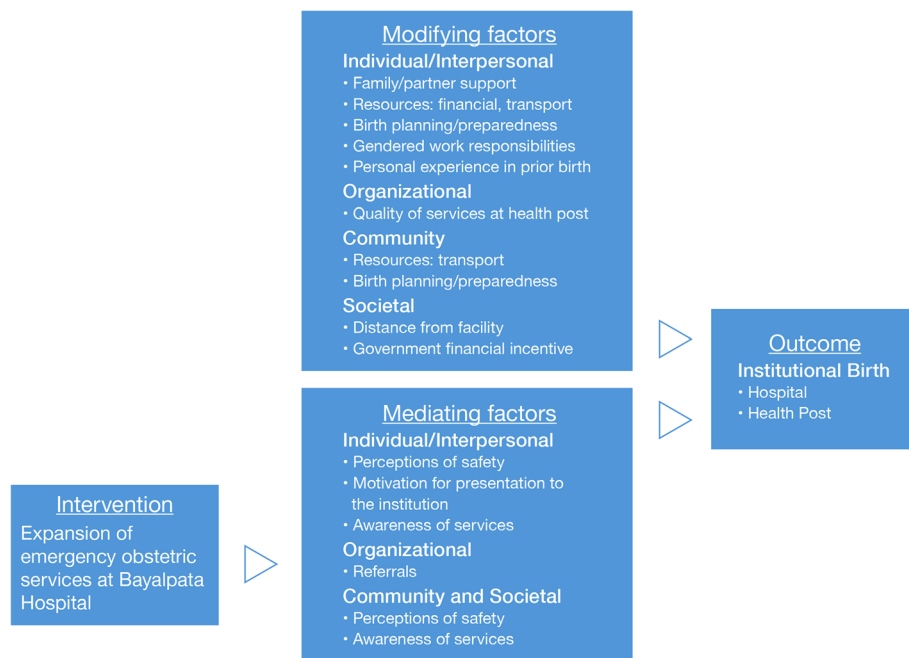 Modifying factors
Individual/Interpersonal
• Family/partner support
• Resources: financial, transport
• Birth planning/preparedness
• Gendered work responsibilities
• Personal experience in prior birth
Organizational
• Quality of services at health post
Community
• Resources: transport
• Birth planning/preparedness
Societal
• Distance from facility
• Government financial incentive
Mediating factors
Individual/Interpersonal
• Perceptions of safety
• Motivation for presentation to
the institution
• Awareness of services
Organizational
• Referrals
Community and Societal
• Perceptions of safety
• Awareness of services
Intervention
Expansion of
emergency obstetric
services at Bayalpata
Hospital
Outcome
Institutional Birth
• Hospital
• Health Post